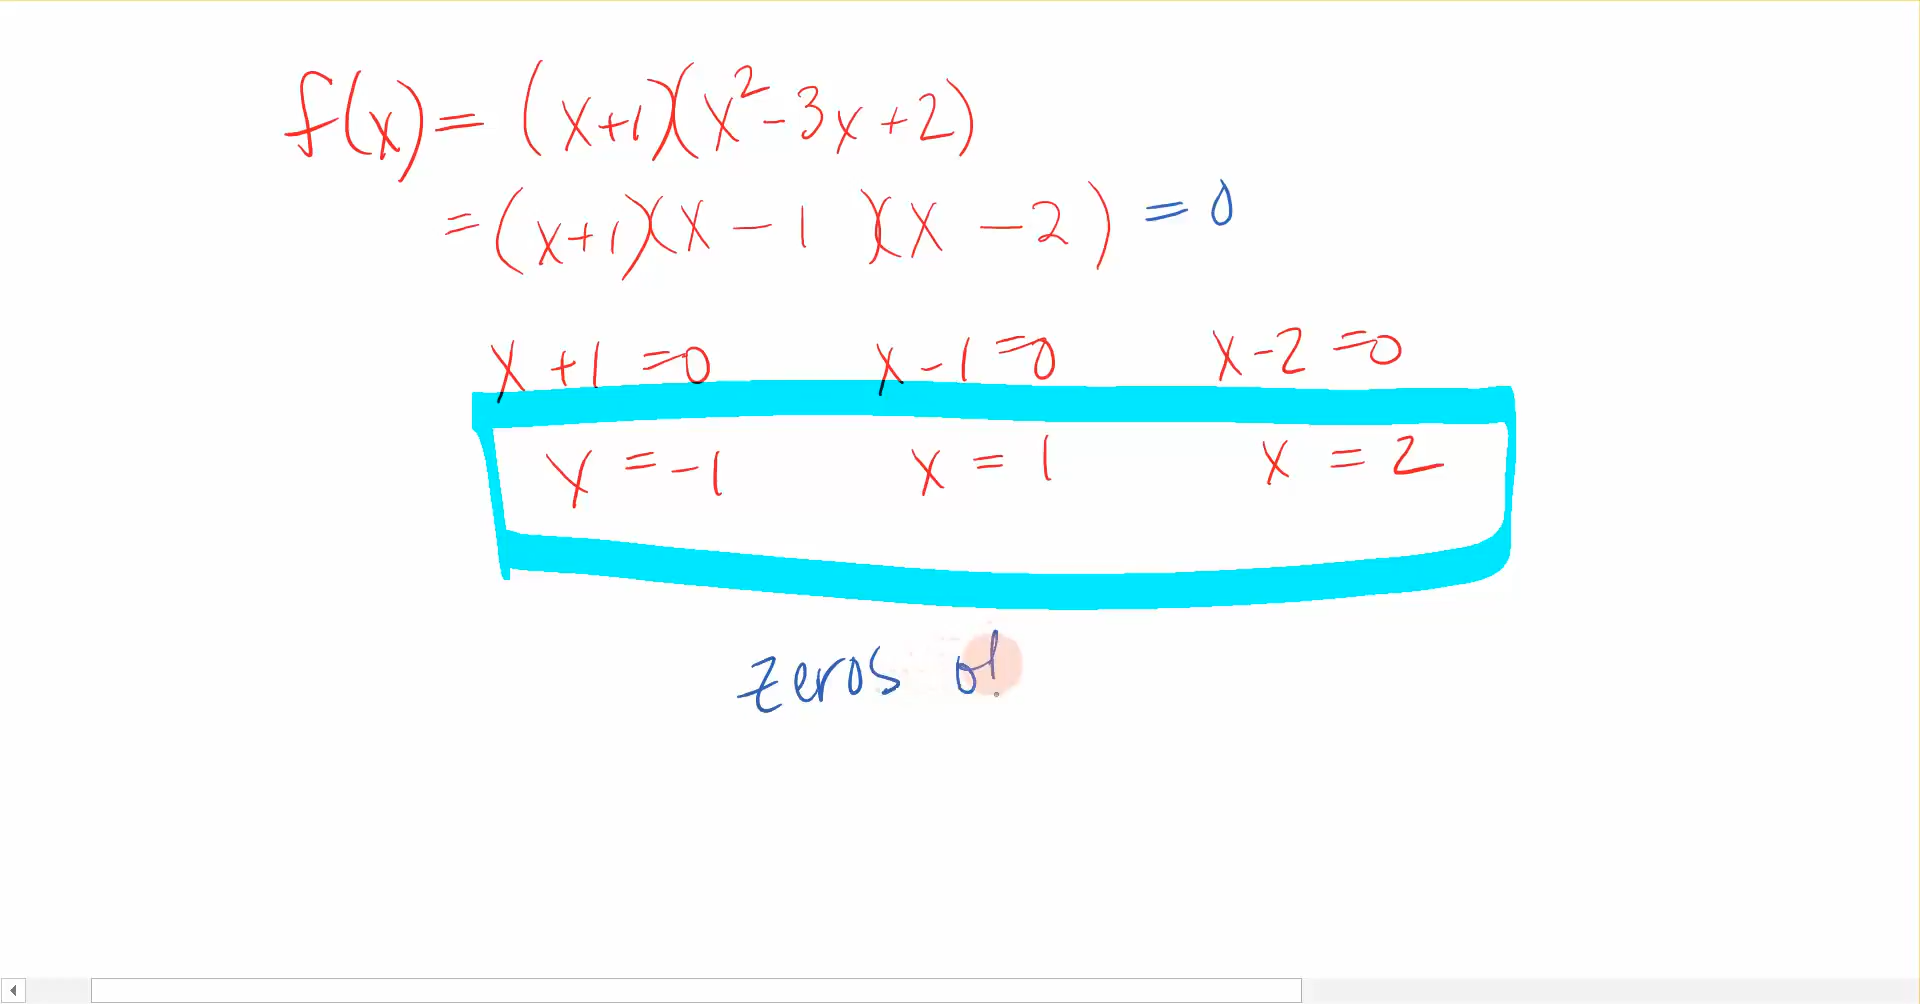 f(x) = (x+1)(x²-3x+2)
= (x+1)(x-1)(x-2) = 0
x+1=0 x-1=0 x-2=0
x=-1 x=1 x=2
zeros of